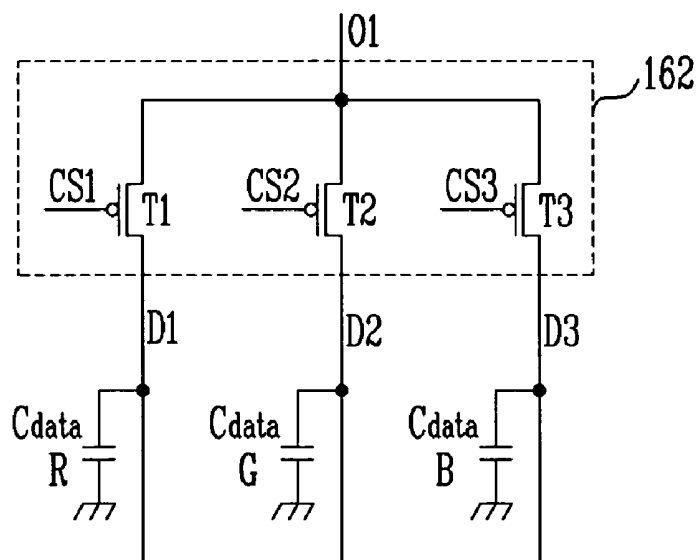 O1
162
CS1
T1
CS2
T2
CS3
T3
D1
D2
D3
Cdata
R
Cdata
G
Cdata
B